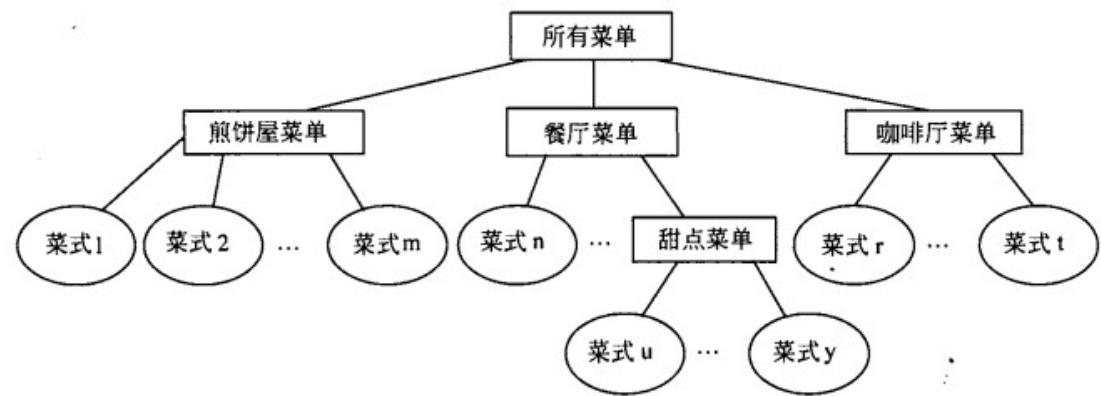 所有菜单
煎饼屋菜单
餐厅菜单
咖啡厅菜单
菜式1
菜式2
...
菜式m
菜式n
...
甜点菜单
菜式r
...
菜式t
菜式u
...
菜式y